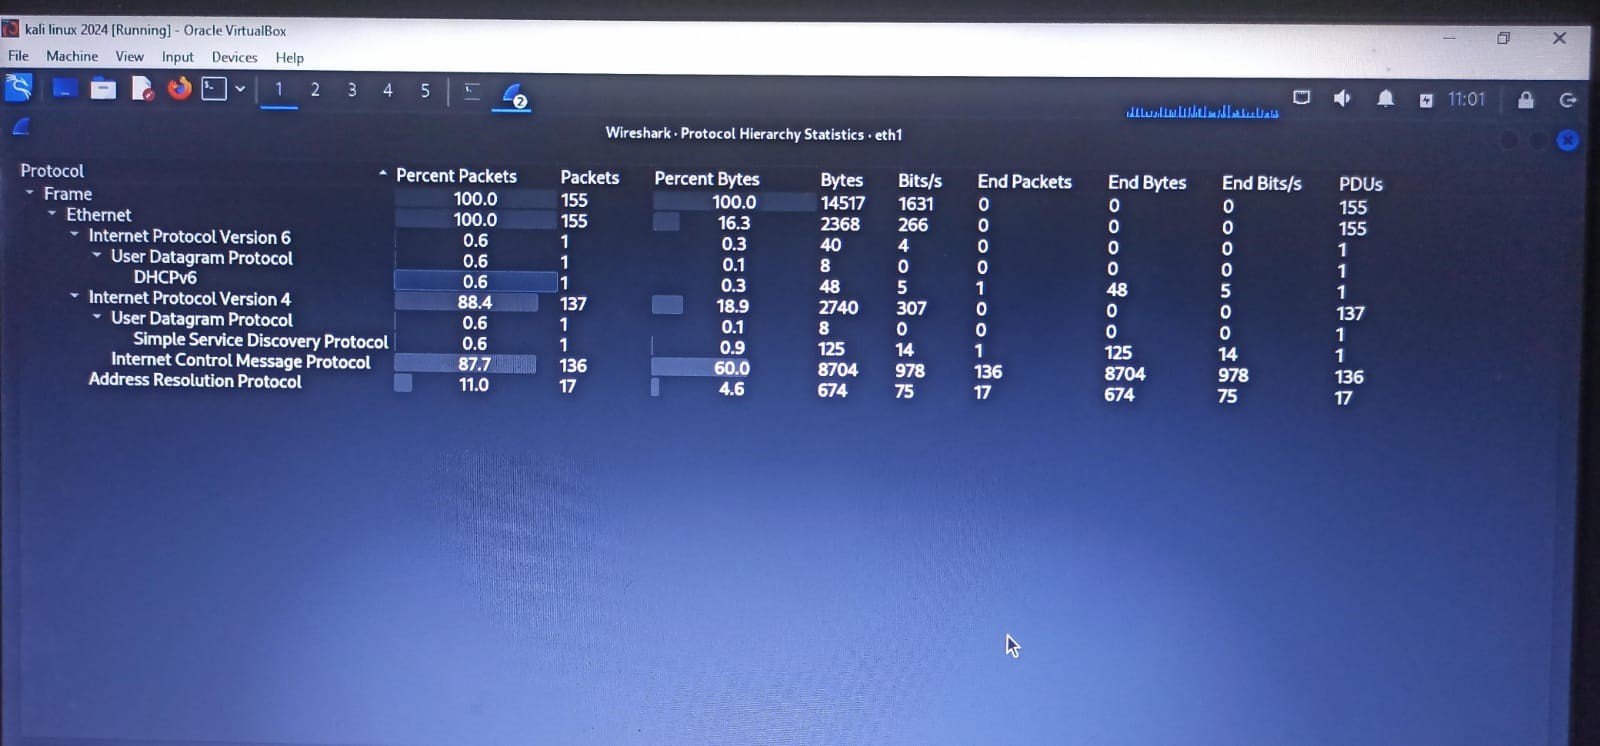 kali linux 2024 [Running] - Oracle VirtualBox
File Machine View Input Devices Help
1 2 3 4 5 2 11:01
Wireshark · Protocol Hierarchy Statistics · eth1
Protocol Percent Packets Packets Percent Bytes Bytes Bits/s End Packets End Bytes End Bits/s PDUs
Frame 100.0 155 100.0 14517 1631 0 0 0 155
Ethernet 100.0 155 16.3 2368 266 0 0 0 155
Internet Protocol Version 6 0.6 1 0.3 40 4 0 0 0 1
User Datagram Protocol 0.6 1 0.1 8 0 0 0 0 1
DHCPv6 0.6 1 0.3 48 5 1 48 5 1
Internet Protocol Version 4 88.4 137 18.9 2740 307 0 0 0 137
User Datagram Protocol 0.6 1 0.1 8 0 0 0 0 1
Simple Service Discovery Protocol 0.6 1 0.9 125 14 1 125 14 1
Internet Control Message Protocol 87.7 136 60.0 8704 978 136 8704 978 136
Address Resolution Protocol 11.0 17 4.6 674 75 17 674 75 17